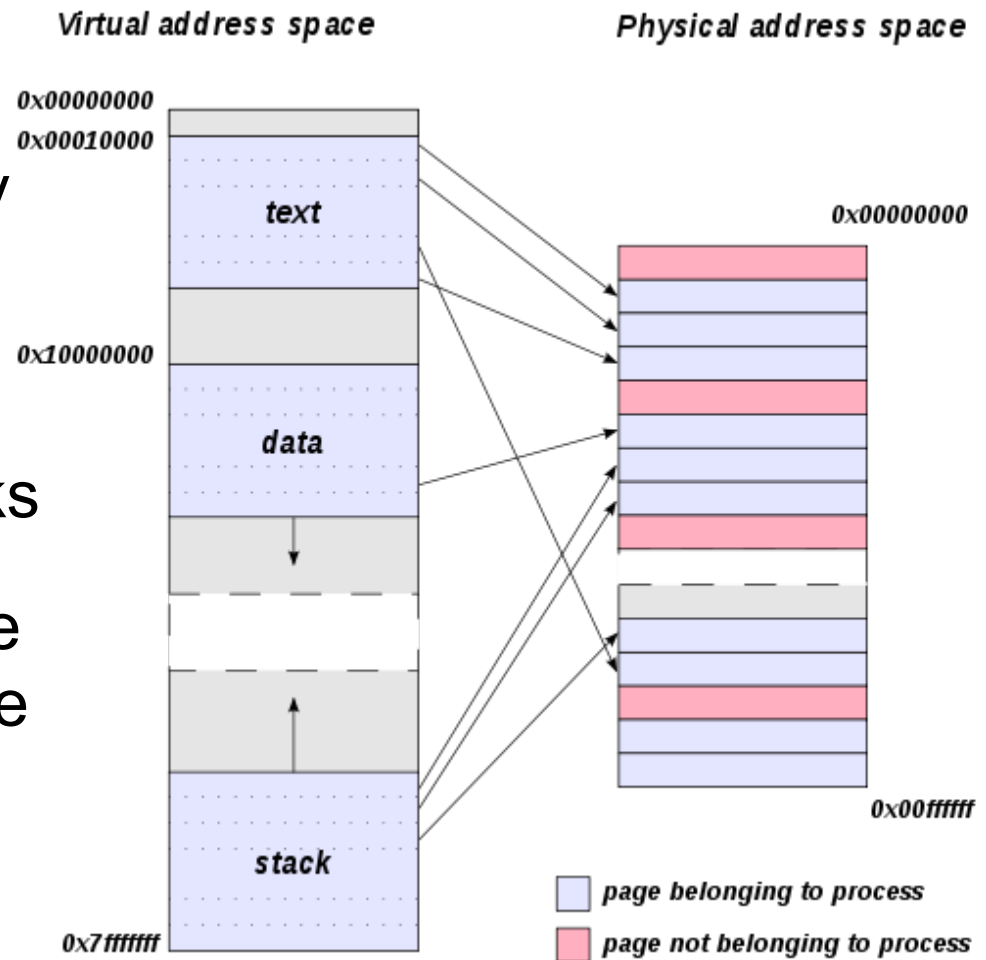 Virtual address space
Physical address space
0x00000000
0x00010000
y
text
0x00000000
0x10000000
data
ks
e
e
0x00ffffff
stack
page belonging to process
0x7fffffff
page not belonging to process